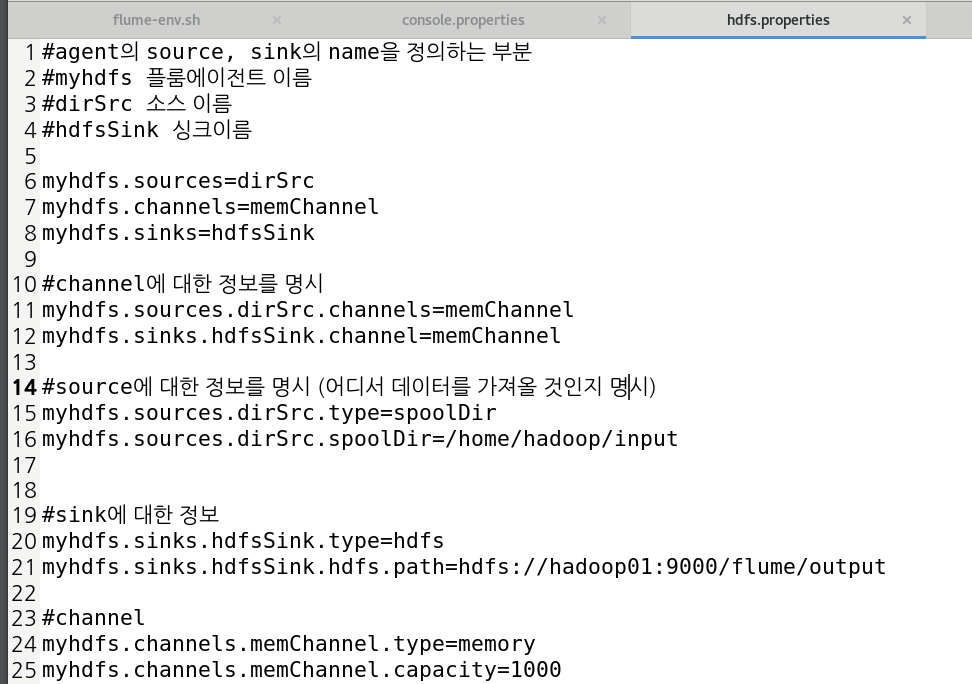 flume-env.sh × console.properties × hdfs.properties ×
1 #agent의 source, sink의 name을 정의하는 부분
2 #myhdfs 플룸에이전트 이름
3 #dirSrc 소스 이름
4 #hdfsSink 싱크이름
5
6 myhdfs.sources=dirSrc
7 myhdfs.channels=memChannel
8 myhdfs.sinks=hdfsSink
9
10 #channel에 대한 정보를 명시
11 myhdfs.sources.dirSrc.channels=memChannel
12 myhdfs.sinks.hdfsSink.channel=memChannel
13
14 #source에 대한 정보를 명시 (어디서 데이터를 가져올 것인지 명시)
15 myhdfs.sources.dirSrc.type=spoolDir
16 myhdfs.sources.dirSrc.spoolDir=/home/hadoop/input
17
18
19 #sink에 대한 정보
20 myhdfs.sinks.hdfsSink.type=hdfs
21 myhdfs.sinks.hdfsSink.hdfs.path=hdfs://hadoop01:9000/flume/output
22
23 #channel
24 myhdfs.channels.memChannel.type=memory
25 myhdfs.channels.memChannel.capacity=1000